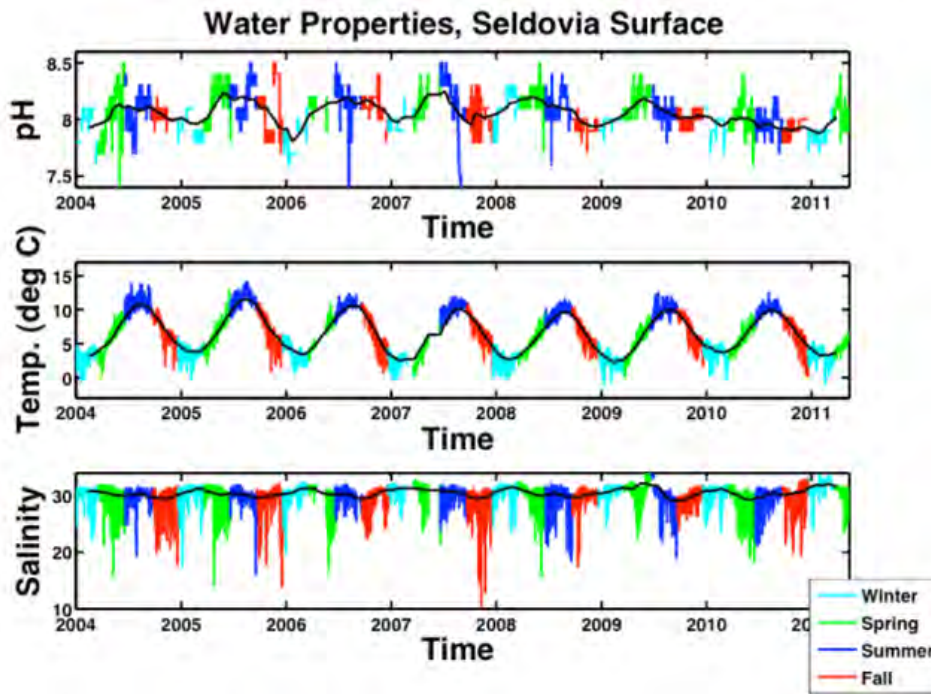 Water Properties, Seldovia Surface
pH
8.5
8
7.5
2004 2005 2006 2007 2008 2009 2010 2011
Time
Temp. (deg C)
15
10
5
0
2004 2005 2006 2007 2008 2009 2010 2011
Time
Salinity
30
20
10
2004 2005 2006 2007 2008 2009 2010
Time
Winter
Spring
Summer
Fall